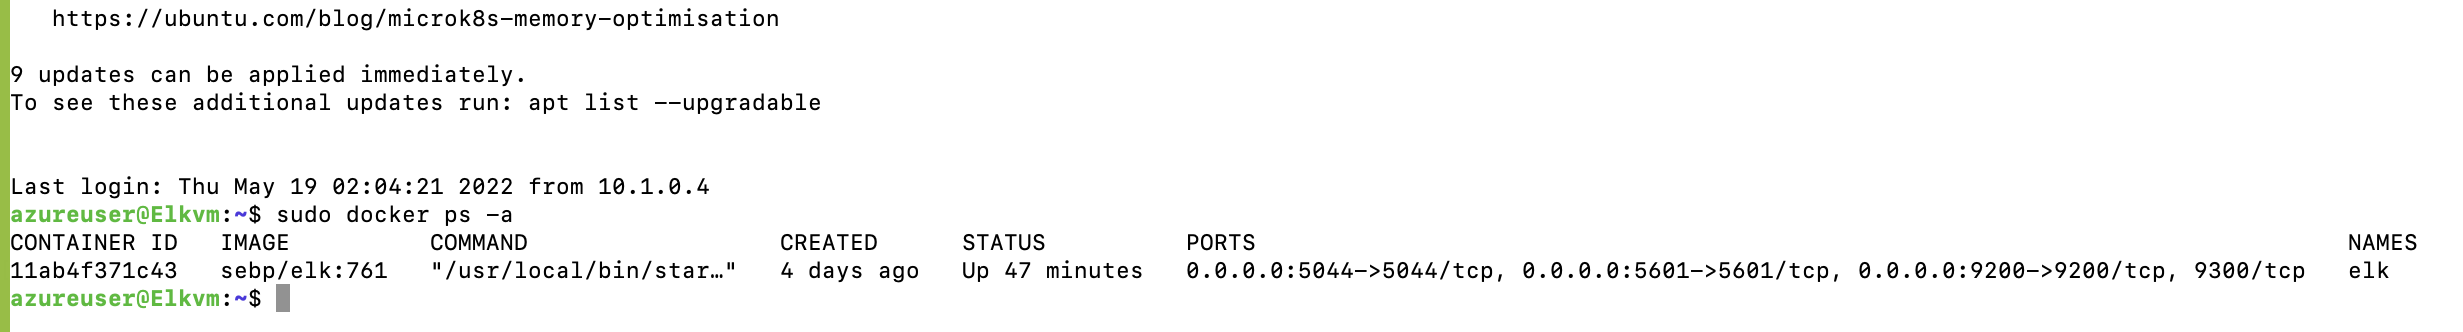 https://ubuntu.com/blog/microk8s-memory-optimisation
9 updates can be applied immediately.
To see these additional updates run: apt list --upgradable
Last login: Thu May 19 02:04:21 2022 from 10.1.0.4
azureuser@Elkvm:~$ sudo docker ps -a
CONTAINER ID   IMAGE          COMMAND                  CREATED      STATUS          PORTS                                                                              NAMES
11ab4f371c43   sebp/elk:761   "/usr/local/bin/star…"   4 days ago   Up 47 minutes   0.0.0.0:5044->5044/tcp, 0.0.0.0:5601->5601/tcp, 0.0.0.0:9200->9200/tcp, 9300/tcp   elk
azureuser@Elkvm:~$